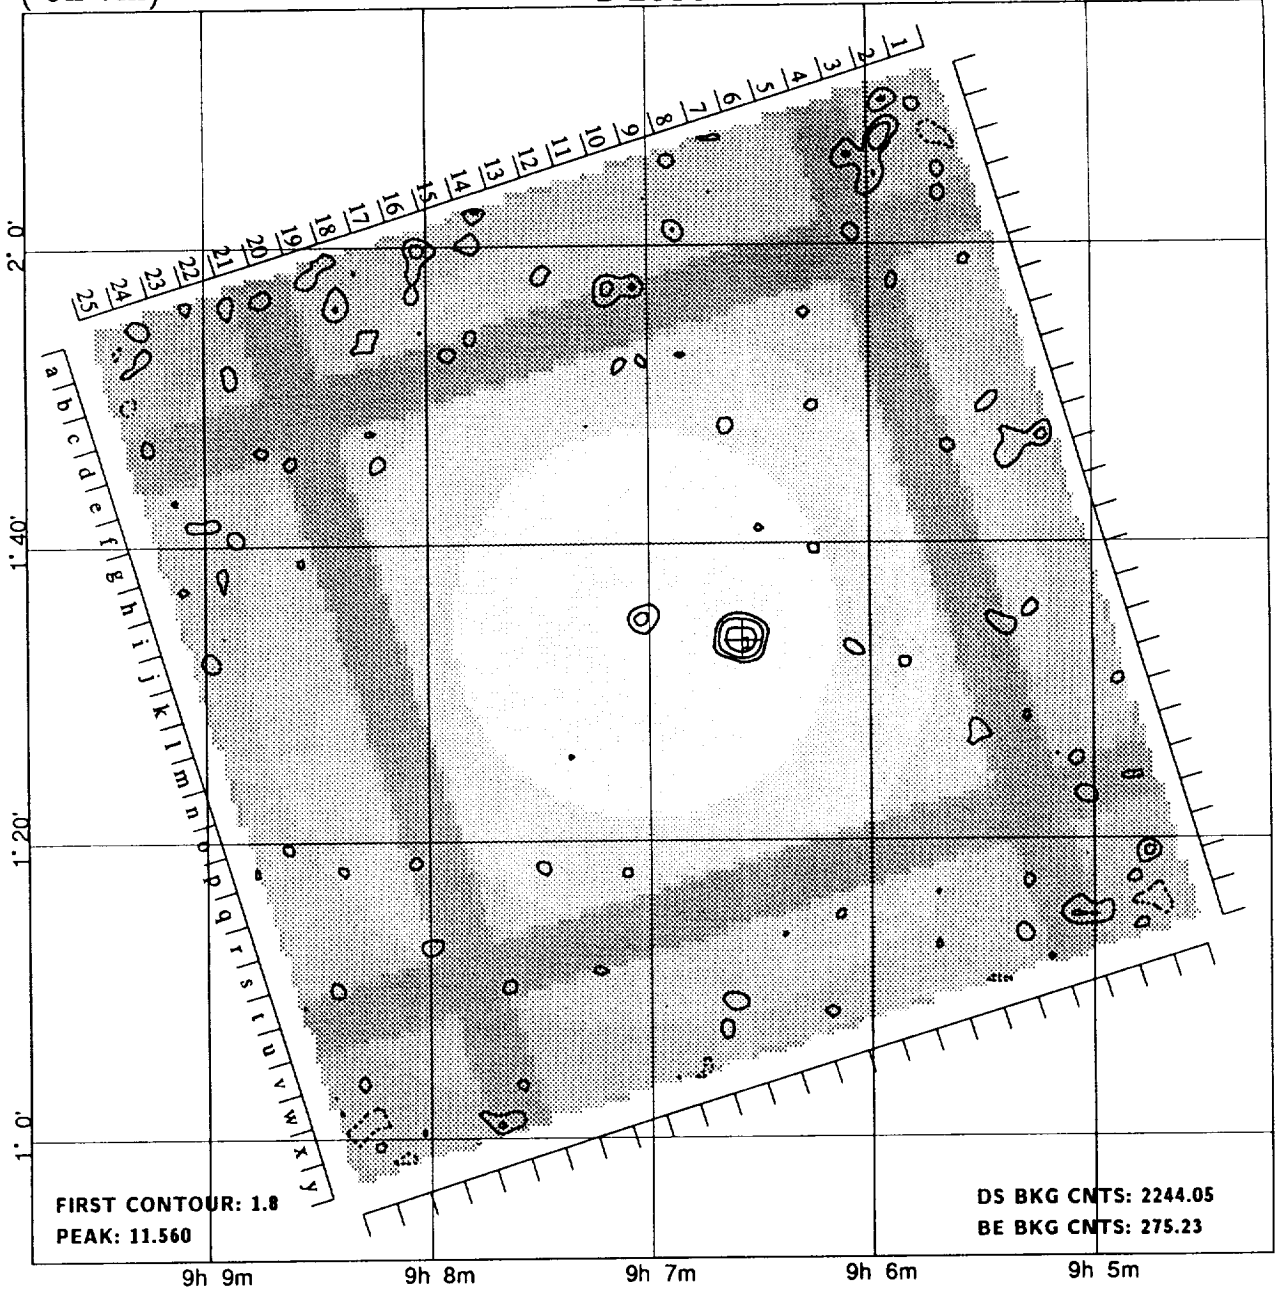 1
2
3
4
5
6
7
8
9
10
11
12
13
14
15
16
17
18
19
20
21
22
23
24
25
a
b
c
d
e
f
g
h
i
j
k
l
m
n
o
p
q
r
s
t
u
v
w
x
y
2° 0'
1° 40'
1° 20'
1° 0'
FIRST CONTOUR: 1.8
PEAK: 11.560
DS BKG CNTS: 2244.05
BE BKG CNTS: 275.23
9h 9m
9h 8m
9h 7m
9h 6m
9h 5m